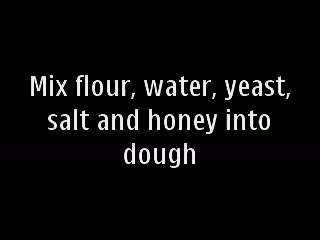 Mix flour, water, yeast,
salt and honey into
dough